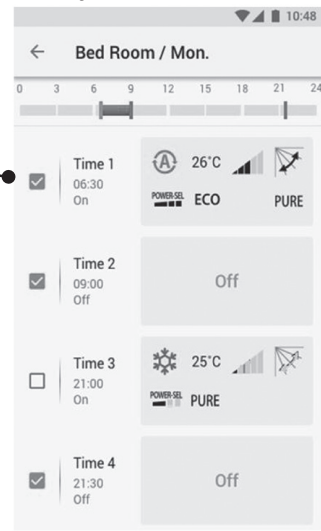 10:48
Bed Room / Mon.
0 3 6 9 12 15 18 21 24
Time 1
06:30
On
A 26°C
POWER-SEL ECO PURE
Time 2
09:00
Off
Off
Time 3
21:00
On
25°C
POWER-SEL PURE
Time 4
21:30
Off
Off